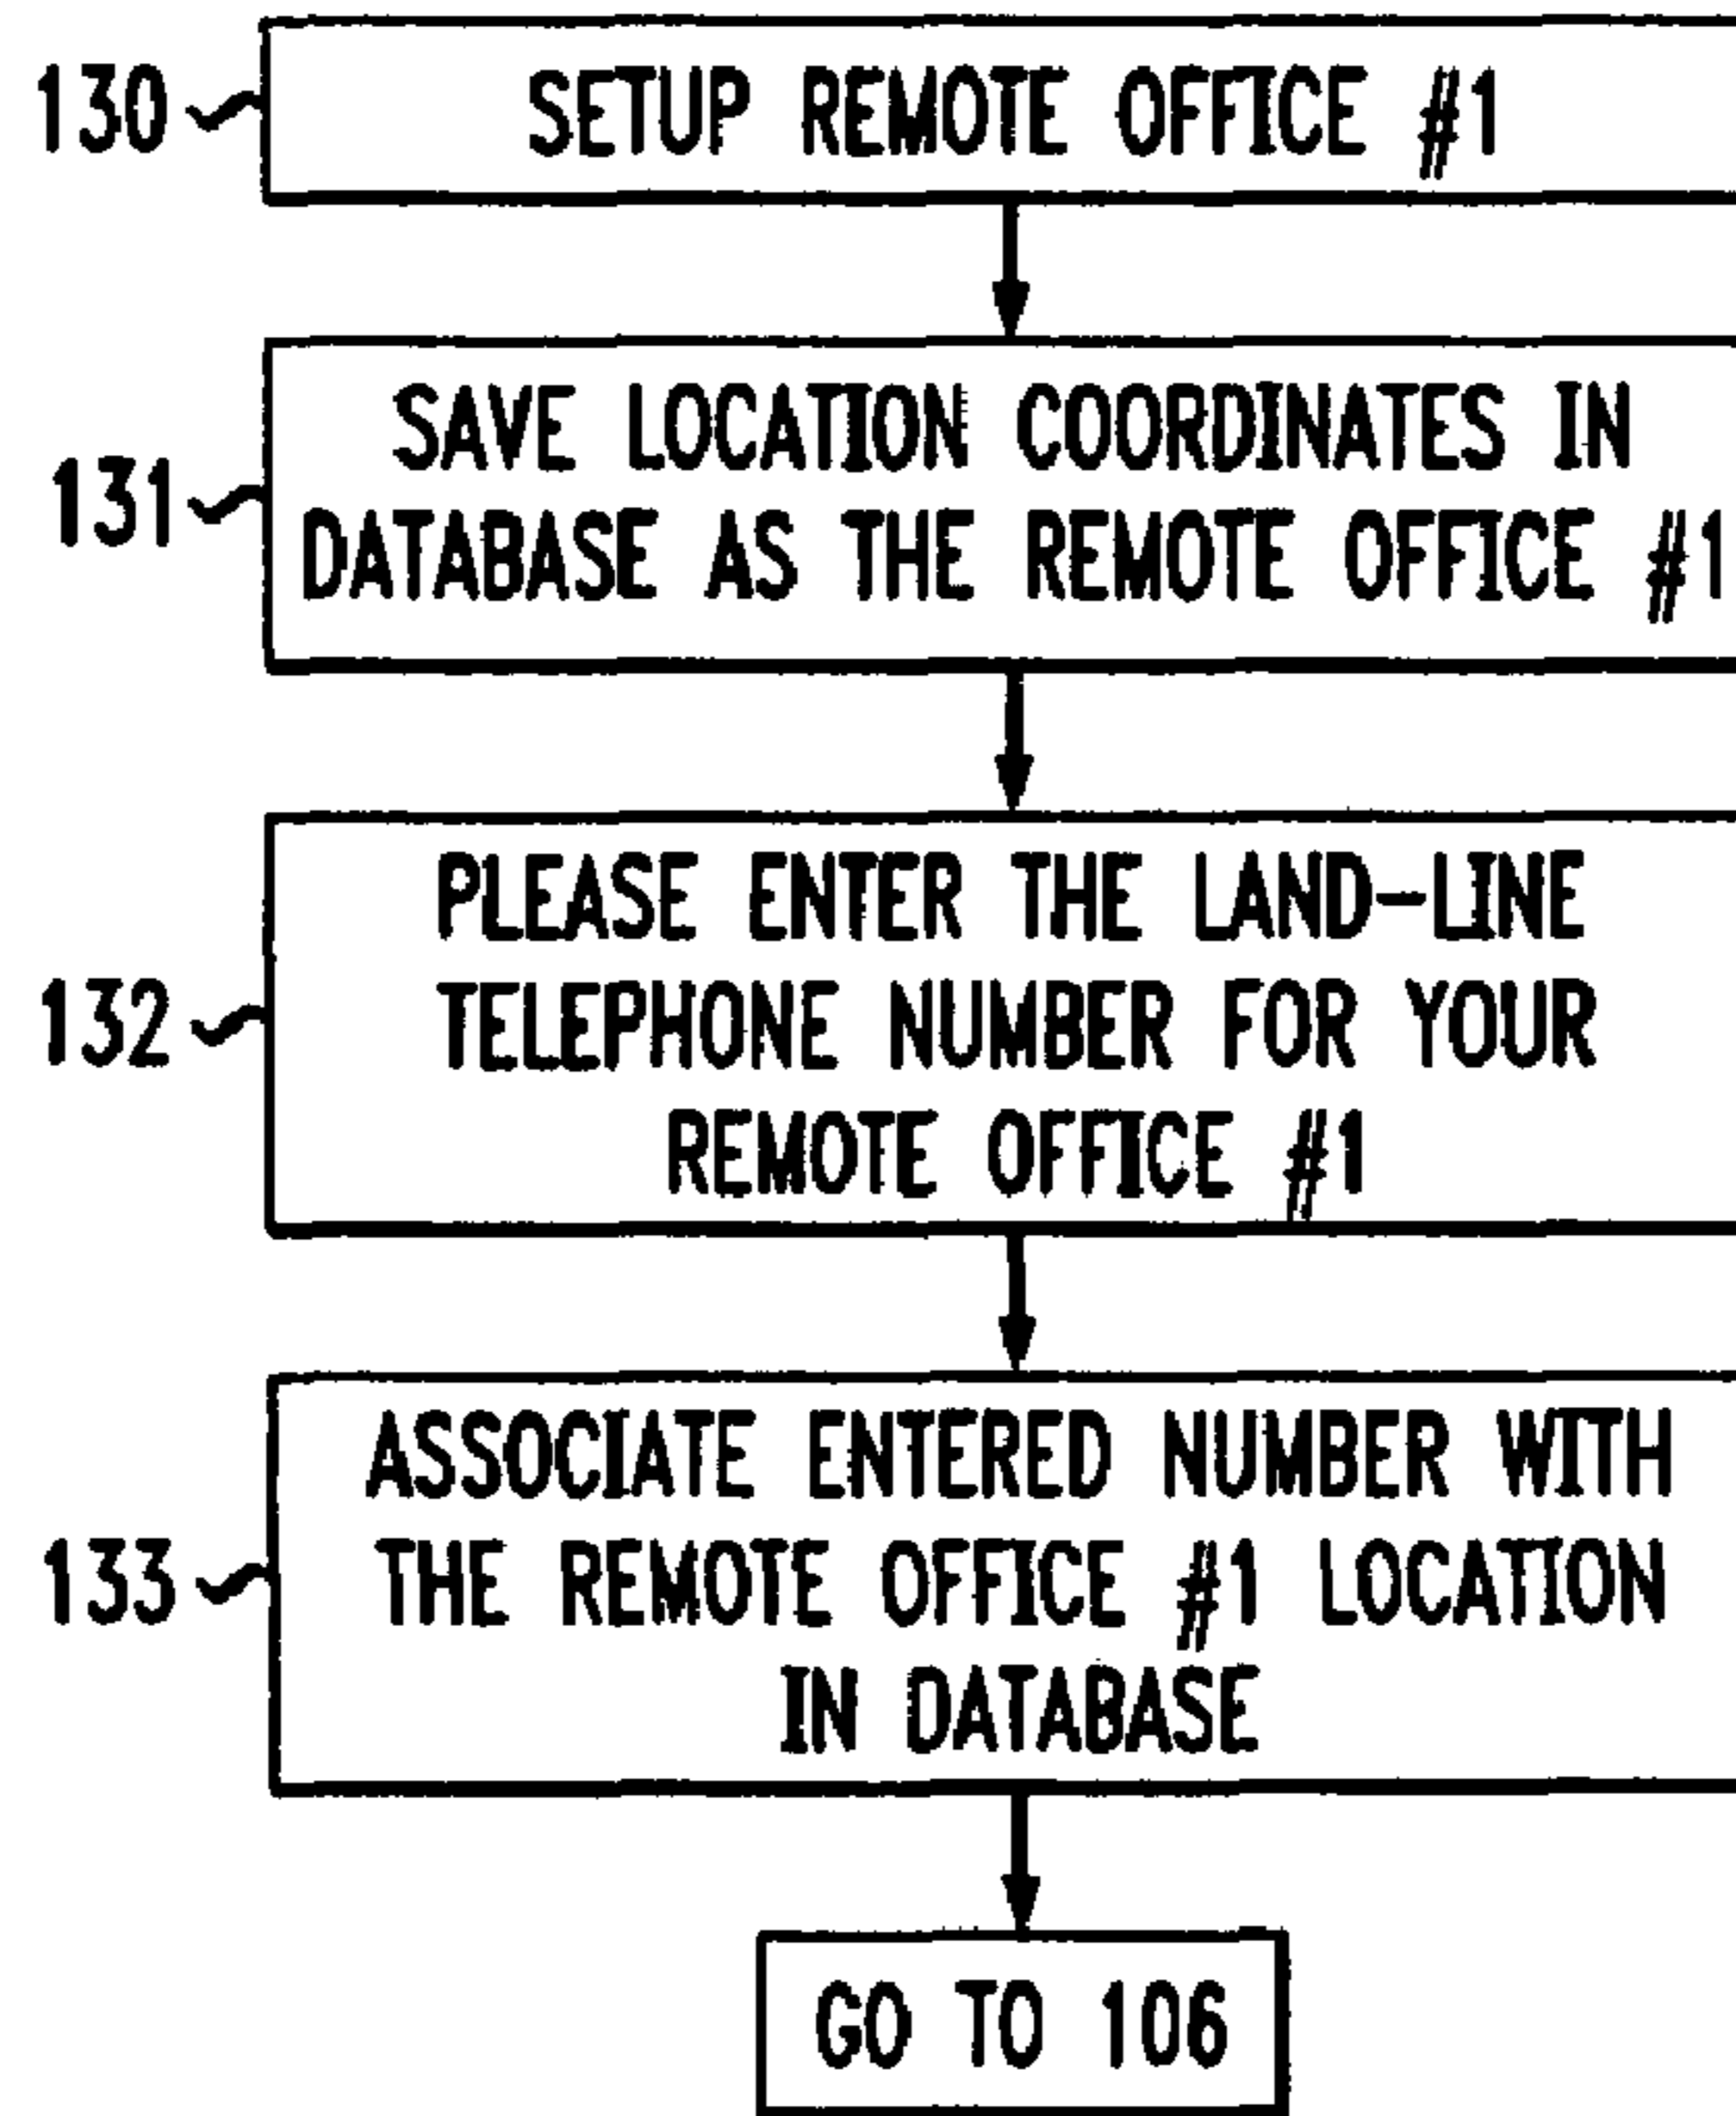 130 SETUP REMOTE OFFICE #1
SAVE LOCATION COORDINATES IN
131
DATABASE AS THE REMOTE OFFICE #1
PLEASE ENTER THE LAND-LINE
132
TELEPHONE NUMBER FOR YOUR
REMOTE OFFICE #1
ASSOCIATE ENTERED NUMBER WITH
133
THE REMOTE OFFICE #1 LOCATION
IN DATABASE
GO TO 106